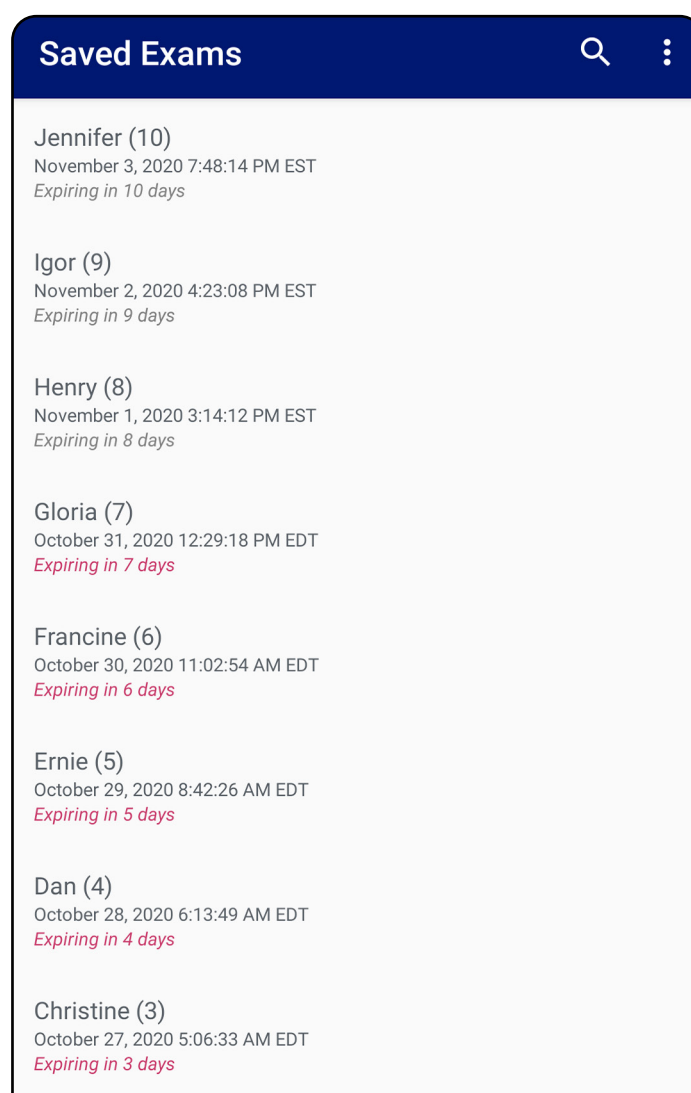 Saved Exams
Jennifer (10)
November 3, 2020 7:48:14 PM EST
Expiring in 10 days
Igor (9)
November 2, 2020 4:23:08 PM EST
Expiring in 9 days
Henry (8)
November 1, 2020 3:14:12 PM EST
Expiring in 8 days
Gloria (7)
October 31, 2020 12:29:18 PM EDT
Expiring in 7 days
Francine (6)
October 30, 2020 11:02:54 AM EDT
Expiring in 6 days
Ernie (5)
October 29, 2020 8:42:26 AM EDT
Expiring in 5 days
Dan (4)
October 28, 2020 6:13:49 AM EDT
Expiring in 4 days
Christine (3)
October 27, 2020 5:06:33 AM EDT
Expiring in 3 days